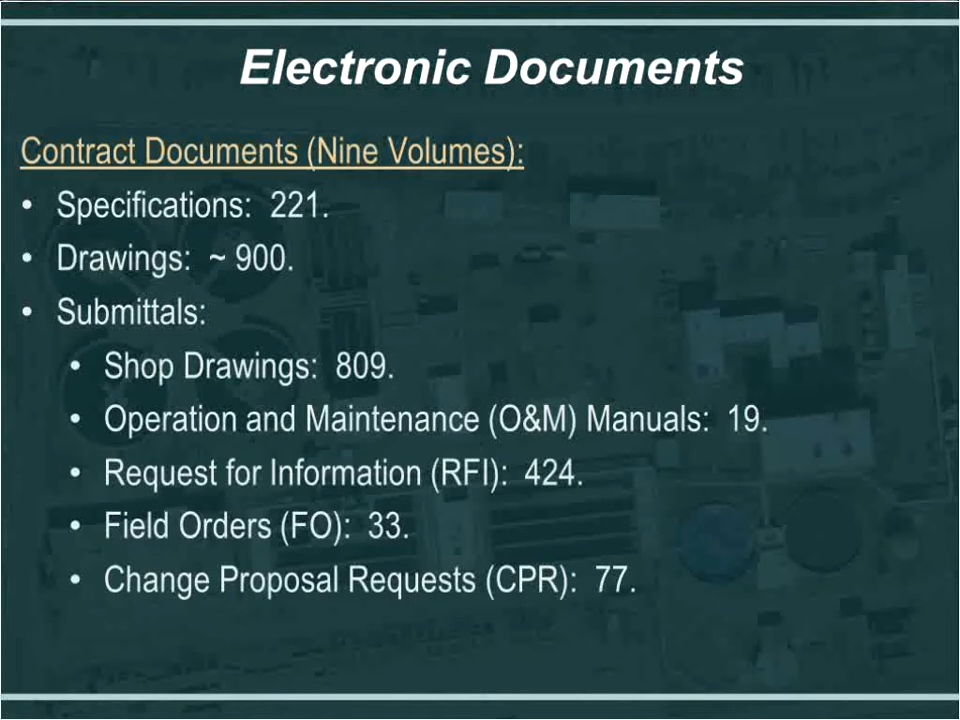 Electronic Documents
Contract Documents (Nine Volumes):
• Specifications: 221.
• Drawings: ~ 900.
• Submittals:
• Shop Drawings: 809.
• Operation and Maintenance (O&M) Manuals: 19.
• Request for Information (RFI): 424.
• Field Orders (FO): 33.
• Change Proposal Requests (CPR): 77.